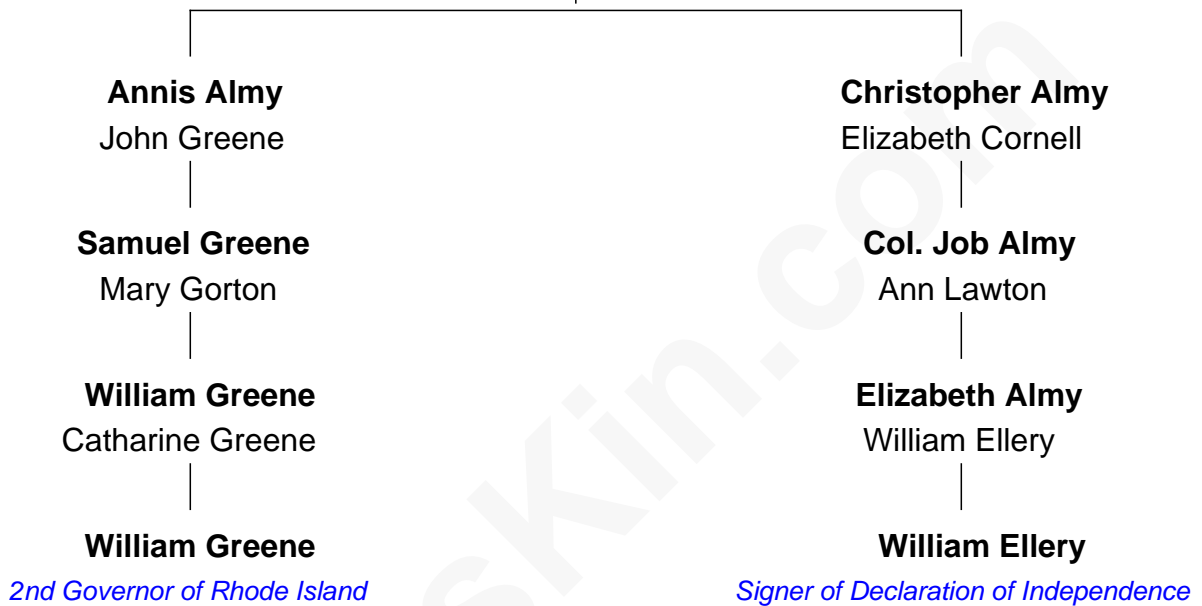 Annis Almy
John Greene
Christopher Almy
Elizabeth Cornell
Samuel Greene
Mary Gorton
Col. Job Almy
Ann Lawton
William Greene
Catharine Greene
Elizabeth Almy
William Ellery
William Greene
2nd Governor of Rhode Island
William Ellery
Signer of Declaration of Independence
sKin.com